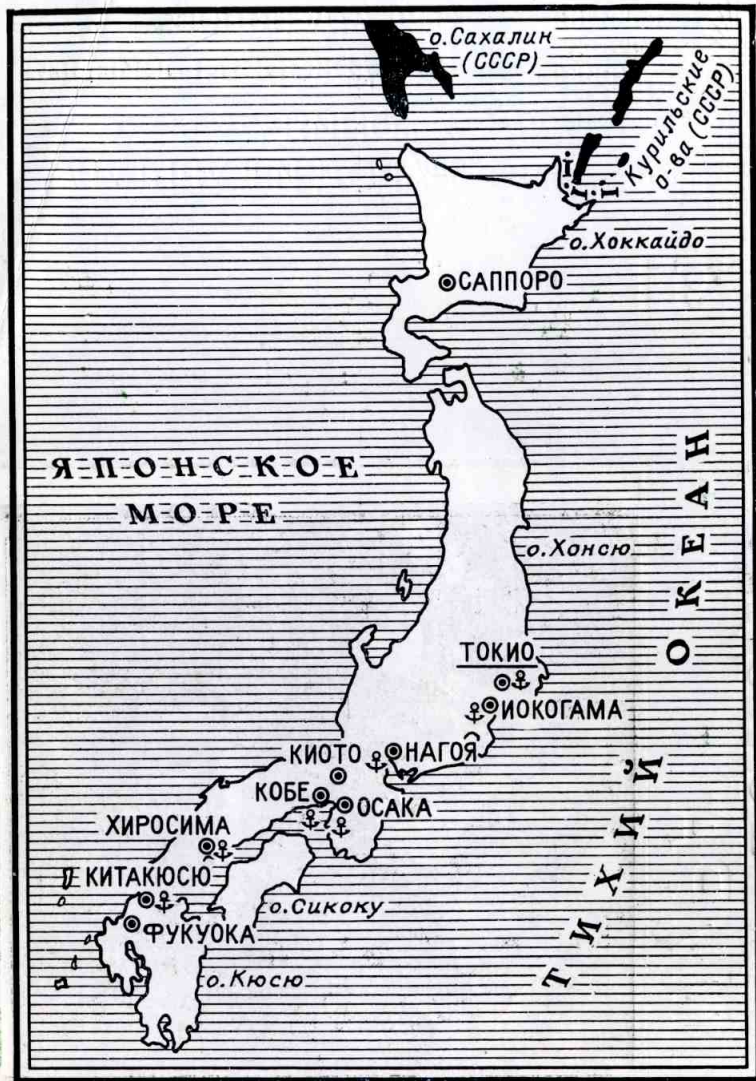 о.Сахалин
(СССР)
Курильские
о-ва (СССР)
о.Хоккайдо
САППОРО
ЯПОНСКОЕ
МОРЕ
о.Хонсю
ТИХИЙ ОКЕАН
ТОКИО
ИОКОГАМА
НАГОЯ
КИОТО
КОБЕ
ОСАКА
ХИРОСИМА
КИТАКЮСЮ
о.Сикоку
ФУКУОКА
о.Кюсю